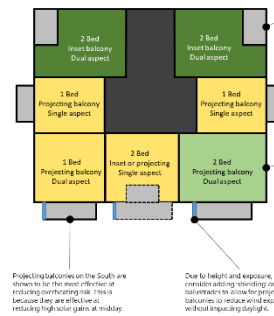 2 Bed
Inset balcony
Dual aspect
2 Bed
Inset balcony
Dual aspect
1 Bed
Projecting balcony
Single aspect
1 Bed
Projecting balcony
Single aspect
1 Bed
Projecting balcony
Dual aspect
2 Bed
Inset or projecting
Single aspect
2 Bed
Projecting balcony
Dual aspect
Projecting balconies on the South are
shown to be the most effective at
reducing overheating risk. This is
because they are effective at
reducing high solar gains at midday.
Due to height and exposure,
consider adding 'shielding' or
balustrades to allow for
balconies to reduce wind
without impacting daylight.